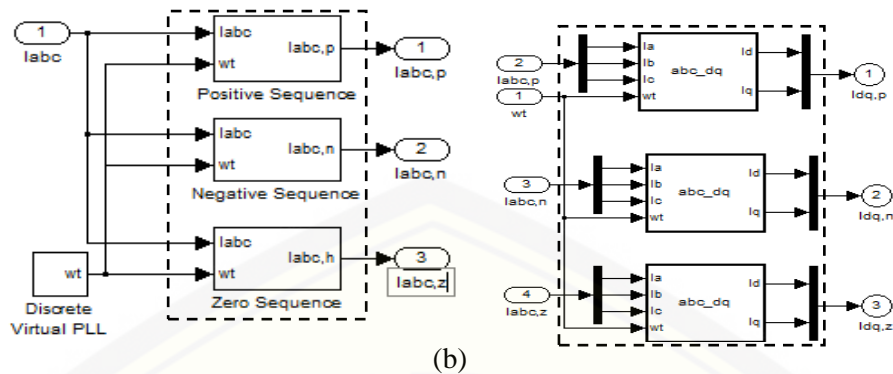 1
Iabc
Iabc
wt
Iabc,p
Positive Sequence
1
Iabc,p
Iabc
wt
Iabc,n
Negative Sequence
2
Iabc,n
Iabc
wt
Iabc,h
Zero Sequence
3
Iabc,z
wt
Discrete
Virtual PLL
2
Iabc,p
1
wt
Ia
Ib
Ic
wt
abc_dq
Id
Iq
1
Idq,p
3
Iabc,n
Ia
Ib
Ic
wt
abc_dq
Id
Iq
2
Idq,n
4
Iabc,z
Ia
Ib
Ic
wt
abc_dq
Id
Iq
3
Idq,z
(b)